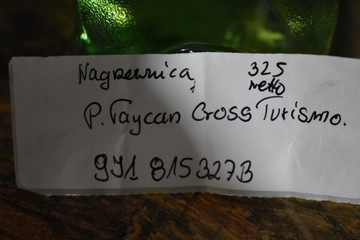 Nagrzewnica, 325
netto
P. Taycan Cross Turismo.
9J1 815327B